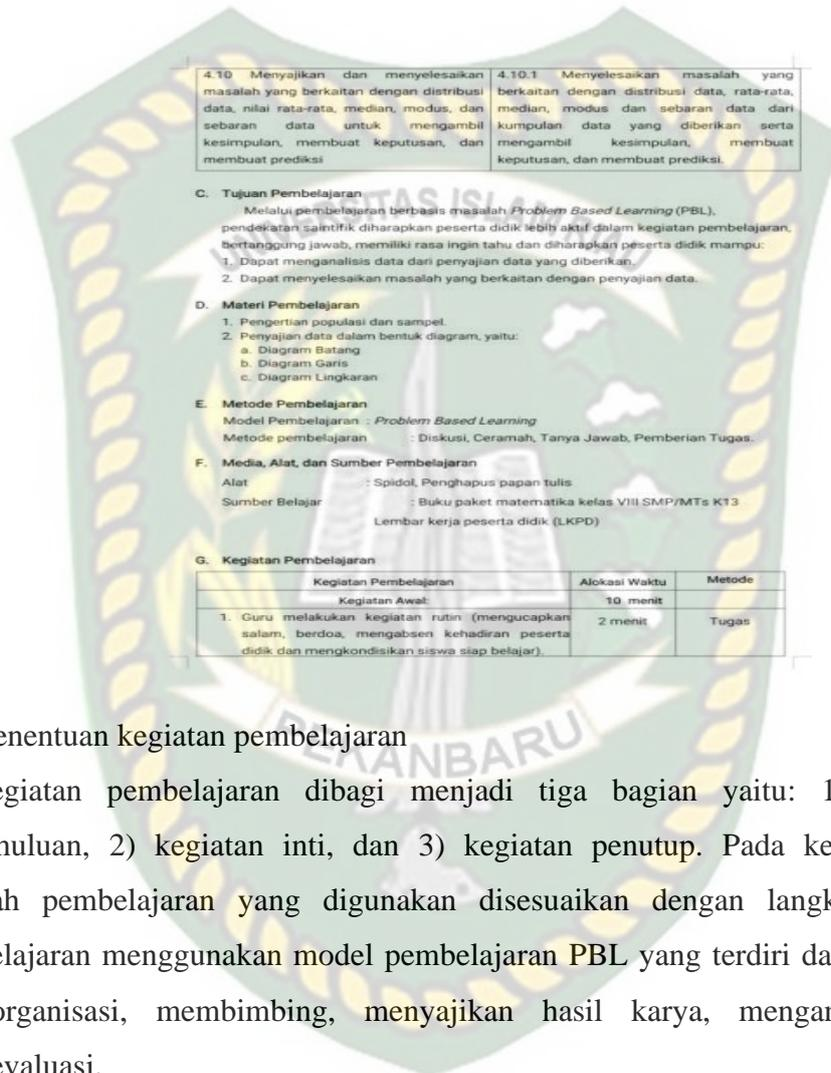 4.10 Menyajikan dan menyelesaikan
masalah yang berkaitan dengan distribusi
data, nilai rata-rata, median, modus, dan
sebaran data untuk mengambil
kesimpulan, membuat keputusan, dan
membuat prediksi
4.10.1 Menyelesaikan masalah yang
berkaitan dengan distribusi data, rata-rata,
median, modus dan sebaran data dari
kumpulan data yang diberikan serta
mengambil kesimpulan, membuat
keputusan, dan membuat prediksi.
C. Tujuan Pembelajaran
Melalui pembelajaran berbasis masalah Problem Based Learning (PBL),
pendekatan saintifik diharapkan peserta didik lebih aktif dalam kegiatan pembelajaran,
bertanggung jawab, memiliki rasa ingin tahu dan diharapkan peserta didik mampu:
1. Dapat menganalisis data dari penyajian data yang diberikan.
2. Dapat menyelesaikan masalah yang berkaitan dengan penyajian data.
D. Materi Pembelajaran
1. Pengertian populasi dan sampel.
2. Penyajian data dalam bentuk diagram, yaitu:
a. Diagram Batang
b. Diagram Garis
c. Diagram Lingkaran
E. Metode Pembelajaran
Model Pembelajaran : Problem Based Learning
Metode pembelajaran : Diskusi, Ceramah, Tanya Jawab, Pemberian Tugas.
F. Media, Alat, dan Sumber Pembelajaran
Alat : Spidol, Penghapus papan tulis
Sumber Belajar : Buku paket matematika kelas VIII SMP/MTs K13
Lembar kerja peserta didik (LKPD)
G. Kegiatan Pembelajaran
Kegiatan Pembelajaran Alokasi Waktu Metode
Kegiatan Awal: 10 menit
1. Guru melakukan kegiatan rutin (mengucapkan
salam, berdoa, mengabsen kehadiran peserta
didik dan mengkondisikan siswa siap belajar).
2 menit Tugas
enentuan kegiatan pembelajaran
PEKANBARU
egiatan pembelajaran dibagi menjadi tiga bagian yaitu: 1
huluan, 2) kegiatan inti, dan 3) kegiatan penutup. Pada ke
ah pembelajaran yang digunakan disesuaikan dengan langk
elajaran menggunakan model pembelajaran PBL yang terdiri da
organisasi, membimbing, menyajikan hasil karya, mengan
evaluasi.